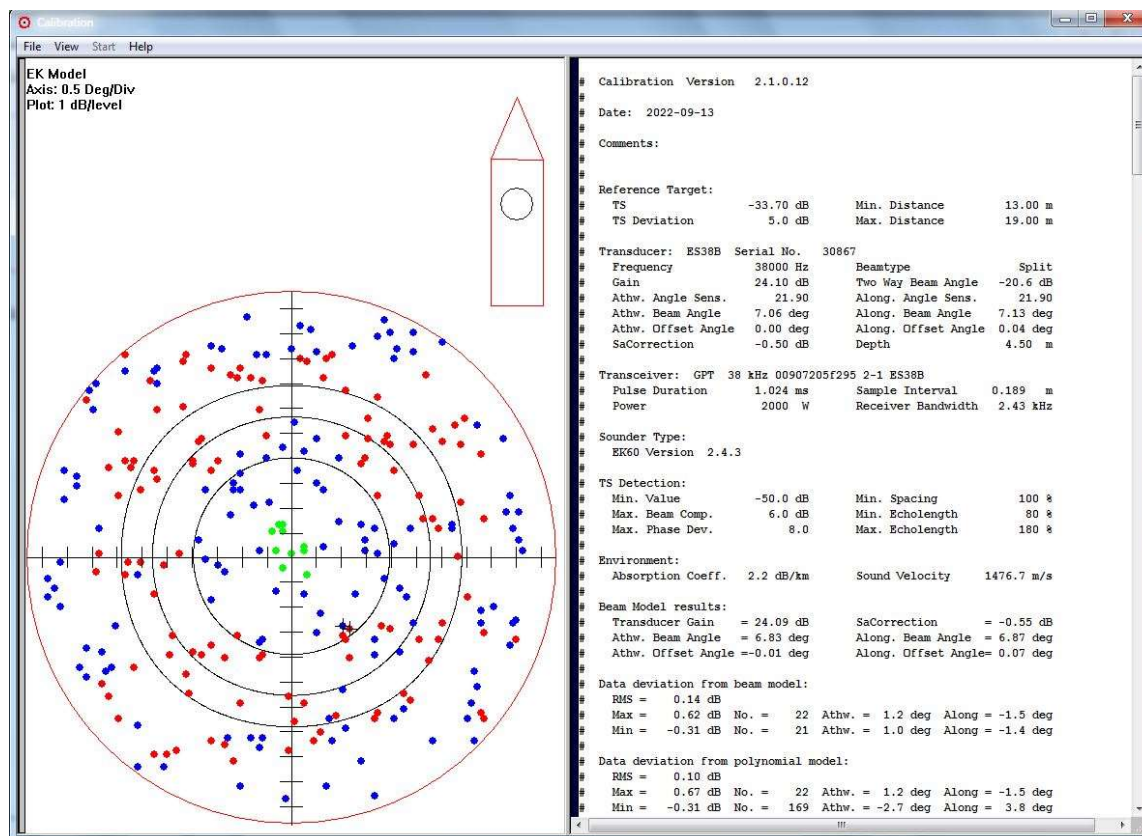 Calibration
File View Start Help
EK Model
Axis: 0.5 Deg/Div
Plot: 1 dB/level
# Calibration Version 2.1.0.12
#
# Date: 2022-09-13
#
# Comments:
#
#
# Reference Target:
# TS -33.70 dB Min. Distance 13.00 m
# TS Deviation 5.0 dB Max. Distance 19.00 m
#
# Transducer: ES38B Serial No. 30867
# Frequency 38000 Hz Beamtype Split
# Gain 24.10 dB Two Way Beam Angle -20.6 dB
# Athw. Angle Sens. 21.90 Along. Angle Sens. 21.90
# Athw. Beam Angle 7.06 deg Along. Beam Angle 7.13 deg
# Athw. Offset Angle 0.00 deg Along. Offset Angle 0.04 deg
# SaCorrection -0.50 dB Depth 4.50 m
#
# Transceiver: GPT 38 kHz 00907205f295 2-1 ES38B
# Pulse Duration 1.024 ms Sample Interval 0.189 m
# Power 2000 W Receiver Bandwidth 2.43 kHz
#
# Sounder Type:
# EK60 Version 2.4.3
#
# TS Detection:
# Min. Value -50.0 dB Min. Spacing 100 %
# Max. Beam Comp. 6.0 dB Min. Echolength 80 %
# Max. Phase Dev. 8.0 Max. Echolength 180 %
#
# Environment:
# Absorption Coeff. 2.2 dB/km Sound Velocity 1476.7 m/s
#
# Beam Model results:
# Transducer Gain = 24.09 dB SaCorrection = -0.55 dB
# Athw. Beam Angle = 6.83 deg Along. Beam Angle = 6.87 deg
# Athw. Offset Angle =-0.01 deg Along. Offset Angle= 0.07 deg
#
# Data deviation from beam model:
# RMS = 0.14 dB
# Max = 0.62 dB No. = 22 Athw. = 1.2 deg Along = -1.5 deg
# Min = -0.31 dB No. = 21 Athw. = 1.0 deg Along = -1.4 deg
#
# Data deviation from polynomial model:
# RMS = 0.10 dB
# Max = 0.67 dB No. = 22 Athw. = 1.2 deg Along = -1.5 deg
# Min = -0.31 dB No. = 169 Athw. = -2.7 deg Along = 3.8 deg